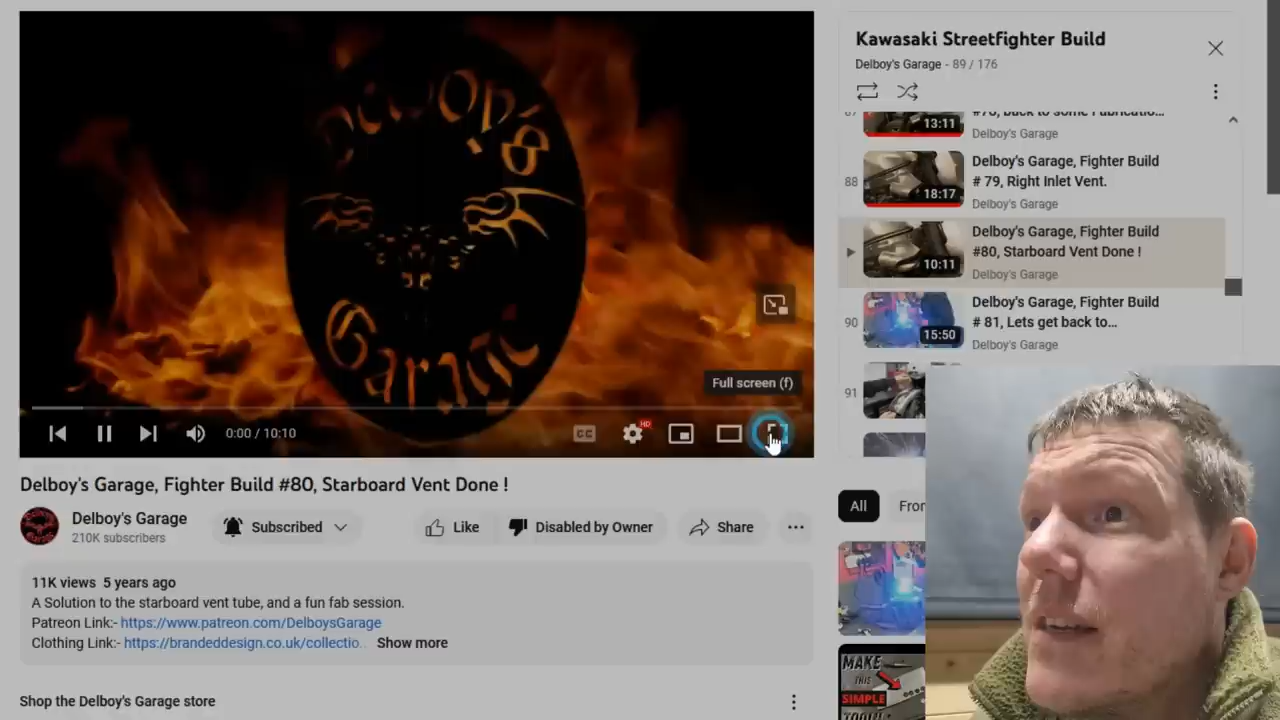 Delboy's
Garage
Full screen (f)
0:00 / 10:10
CC
HD
Delboy's Garage, Fighter Build #80, Starboard Vent Done !
Delboy's Garage
210K subscribers
Subscribed
Like
Disabled by Owner
Share
11K views 5 years ago
A Solution to the starboard vent tube, and a fun fab session.
Patreon Link:- https://www.patreon.com/DelboysGarage
Clothing Link:- https://brandeddesign.co.uk/collectio... Show more
Shop the Delboy's Garage store
Kawasaki Streetfighter Build
Delboy's Garage - 89 / 176
13:11
Delboy's Garage
88
18:17
Delboy's Garage, Fighter Build
# 79, Right Inlet Vent.
Delboy's Garage
10:11
Delboy's Garage, Fighter Build
#80, Starboard Vent Done !
Delboy's Garage
90
15:50
Delboy's Garage, Fighter Build
# 81, Lets get back to...
Delboy's Garage
91
All
MAKE
THIS
SIMPLE